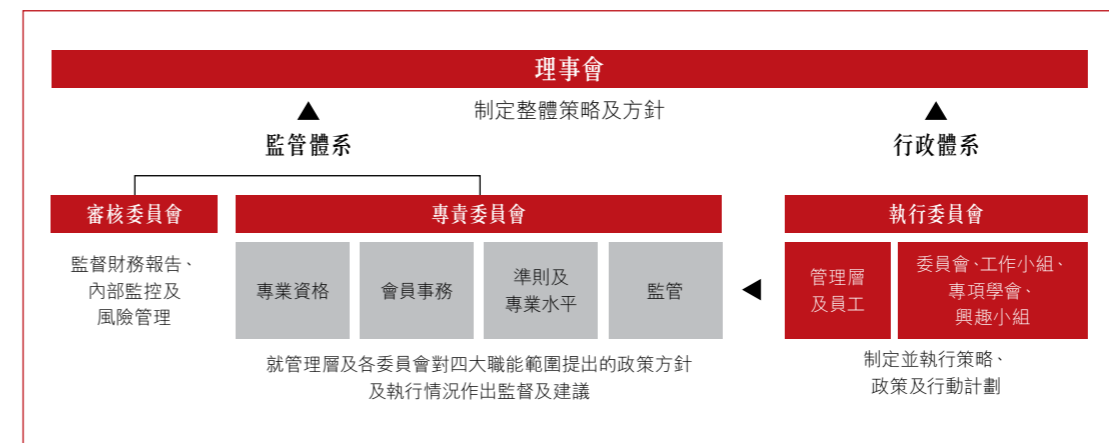 理事會
制定整體策略及方針
▲
監管體系
▲
行政體系
審核委員會
監督財務報告、
內部監控及
風險管理
專責委員會
專業資格
會員事務
準則及
專業水平
監管
就管理層及各委員會對四大職能範圍提出的政策方針
及執行情況作出監督及建議
◀
執行委員會
管理層
及員工
委員會、工作小組、
專項學會、
興趣小組
制定並執行策略、
政策及行動計劃